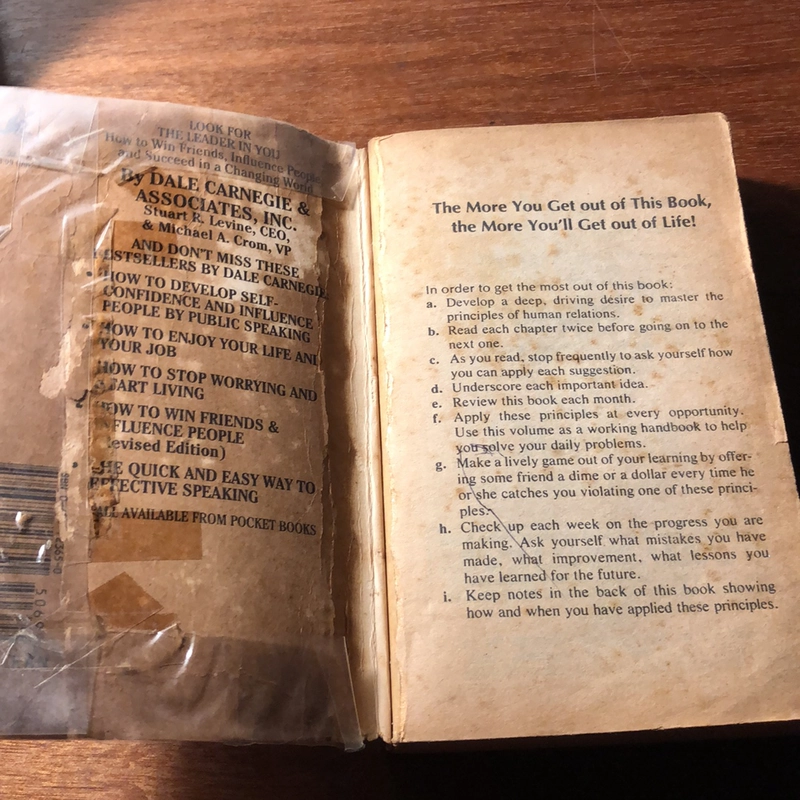 LOOK FOR
THE LEADER IN YOU
How to Win Friends, Influence People
and Succeed in a Changing World
By DALE CARNEGIE &
ASSOCIATES, INC.
Stuart R. Levine, CEO,
& Michael A. Crom, VP
AND DON'T MISS THESE
ESTSELLERS BY DALE CARNEGIE
HOW TO DEVELOP SELF-
CONFIDENCE AND INFLUENCE
PEOPLE BY PUBLIC SPEAKING
HOW TO ENJOY YOUR LIFE AND
YOUR JOB
HOW TO STOP WORRYING AND
START LIVING
HOW TO WIN FRIENDS &
INFLUENCE PEOPLE
(Revised Edition)
THE QUICK AND EASY WAY TO
EFFECTIVE SPEAKING
ALL AVAILABLE FROM POCKET BOOKS
The More You Get out of This Book,
the More You'll Get out of Life!
In order to get the most out of this book:
a. Develop a deep, driving desire to master the
principles of human relations.
b. Read each chapter twice before going on to the
next one.
c. As you read, stop frequently to ask yourself how
you can apply each suggestion.
d. Underscore each important idea.
e. Review this book each month.
f. Apply these principles at every opportunity.
Use this volume as a working handbook to help
you solve your daily problems.
g. Make a lively game out of your learning by offer-
ing some friend a dime or a dollar every time he
or she catches you violating one of these princi-
ples.
h. Check up each week on the progress you are
making. Ask yourself what mistakes you have
made, what improvement, what lessons you
have learned for the future.
i. Keep notes in the back of this book showing
how and when you have applied these principles.